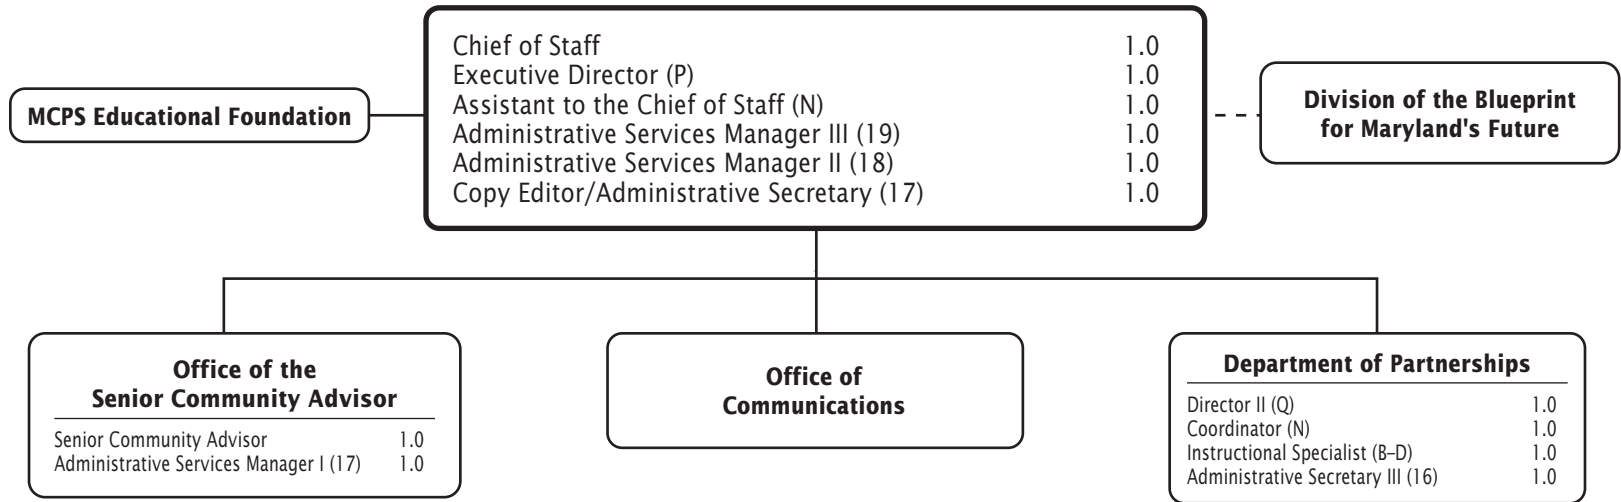 MCPS Educational Foundation
Chief of Staff 1.0
Executive Director (P) 1.0
Assistant to the Chief of Staff (N) 1.0
Administrative Services Manager III (19) 1.0
Administrative Services Manager II (18) 1.0
Copy Editor/Administrative Secretary (17) 1.0
Division of the Blueprint
for Maryland's Future
Office of the
Senior Community Advisor
Senior Community Advisor 1.0
Administrative Services Manager I (17) 1.0
Office of
Communications
Department of Partnerships
Director II (Q) 1.0
Coordinator (N) 1.0
Instructional Specialist (B–D) 1.0
Administrative Secretary III (16) 1.0